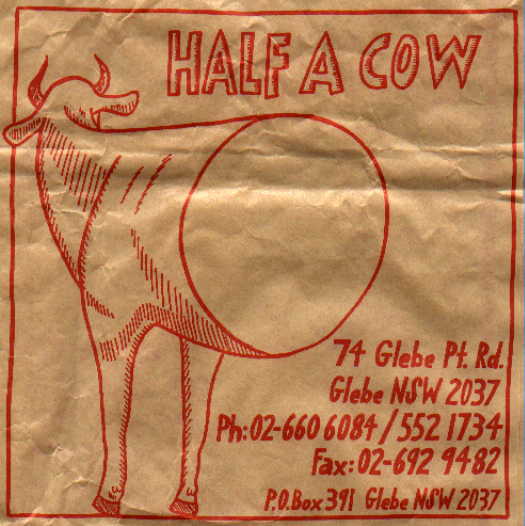 HALF A COW
74 Glebe Pt. Rd.
Glebe NSW 2037
Ph: 02-660 6084 / 552 1734
Fax: 02-692 9482
P.O.Box 391 Glebe NSW 2037